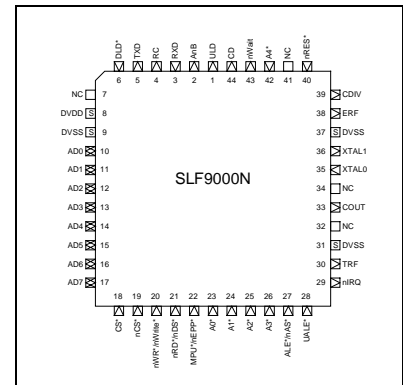 DLD*
TXD
RC
RXD
AnB
ULD
CD
nWait
A4*
NC
nRES*
6 5 4 3 2 1 44 43 42 41 40
NC 7
DVDD S 8
DVSS S 9
AD0 10
AD1 11
AD2 12
AD3 13
AD4 14
AD5 15
AD6 16
AD7 17
SLF9000N
39 CDIV
38 ERF
37 S DVSS
36 XTAL1
35 XTAL0
34 NC
33 COUT
32 NC
31 S DVSS
30 TRF
29 nIRQ
18 19 20 21 22 23 24 25 26 27 28
CS*
nCS*
nWR*/nWrite*
nRD*/nDS*
MPU*/nEPP*
A0*
A1*
A2*
A3*
ALE*/nAS*
UALE*